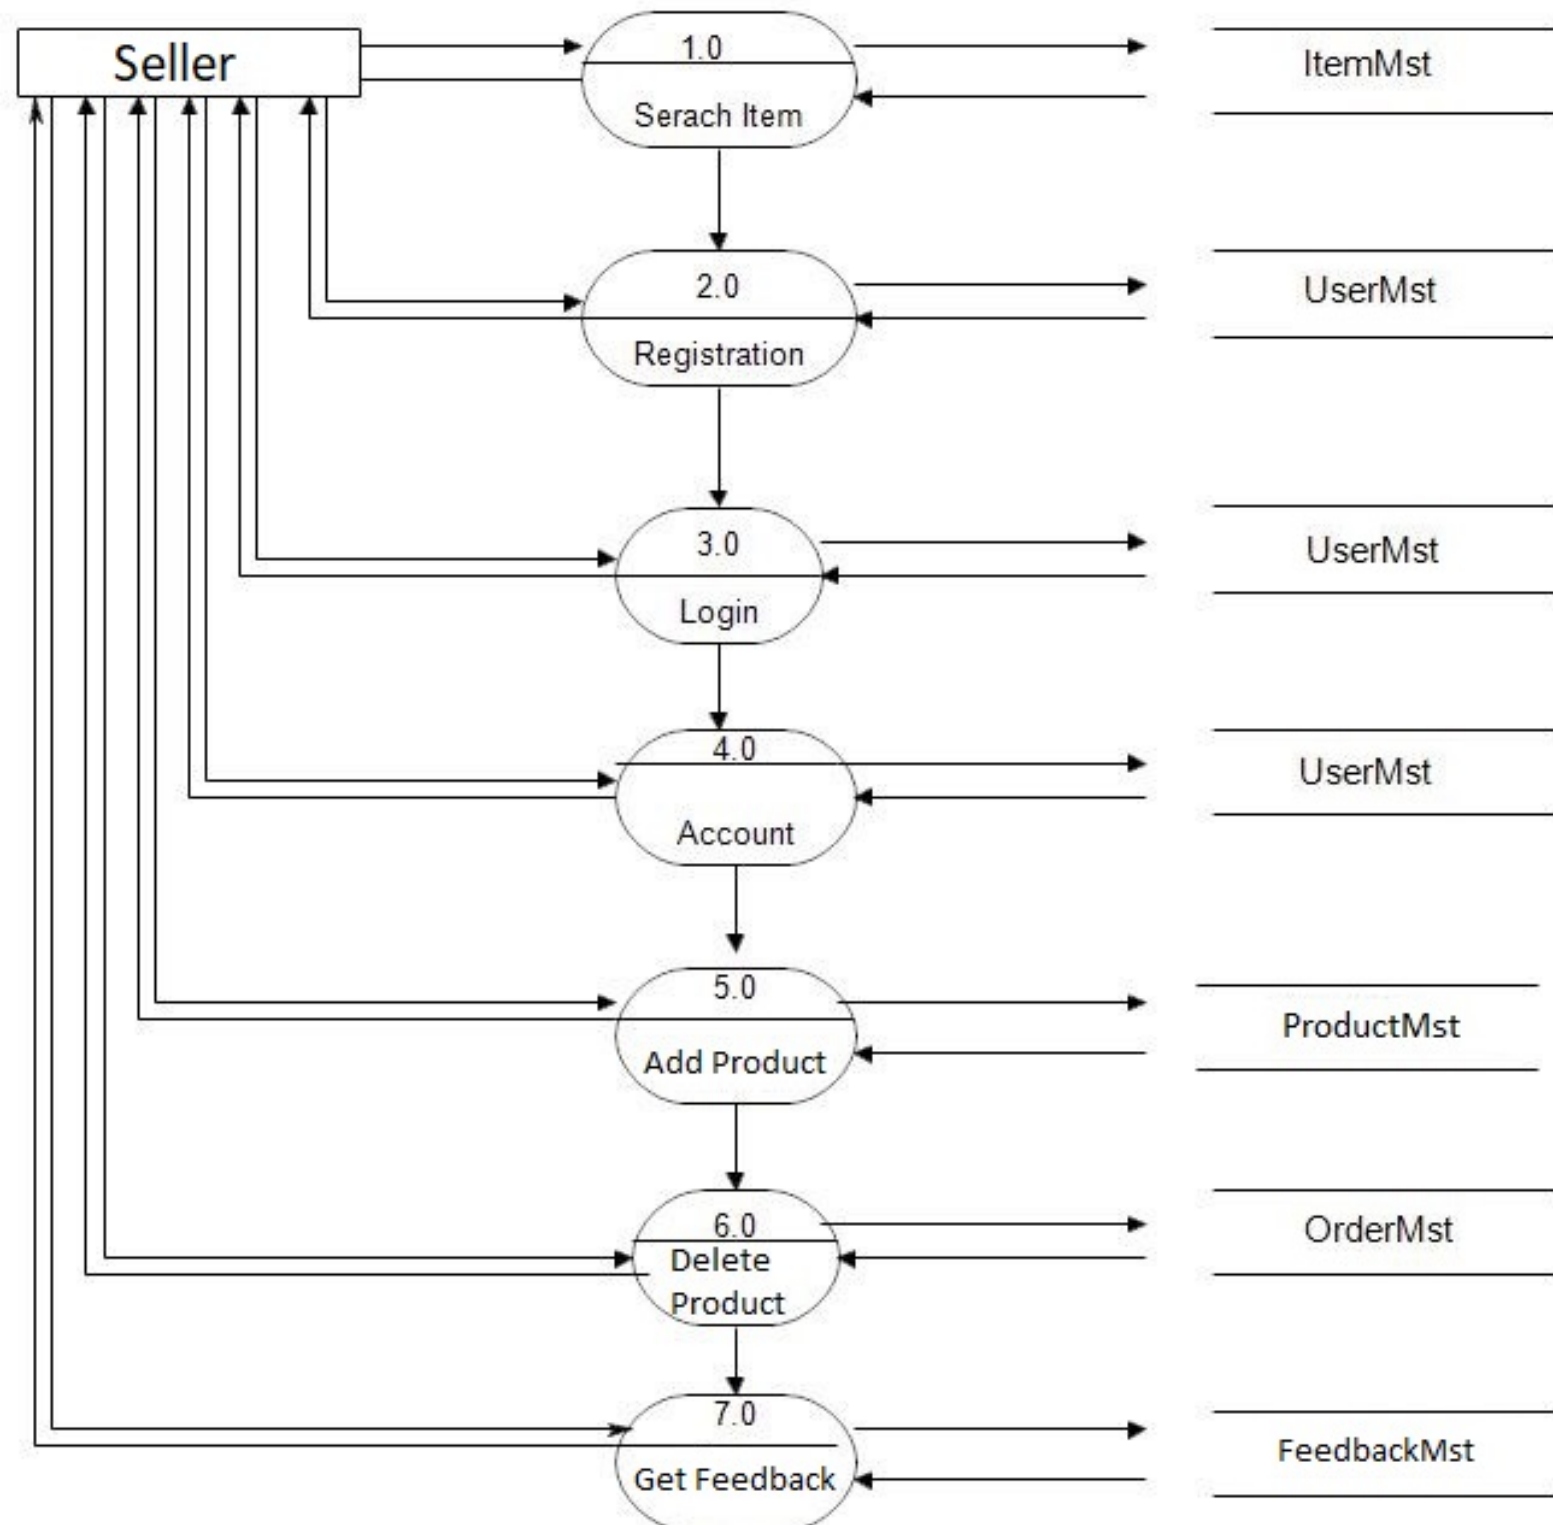 Seller
1.0
Serach Item
ItemMst
2.0
Registration
UserMst
3.0
Login
UserMst
4.0
Account
UserMst
5.0
Add Product
ProductMst
6.0
Delete
Product
OrderMst
7.0
Get Feedback
FeedbackMst